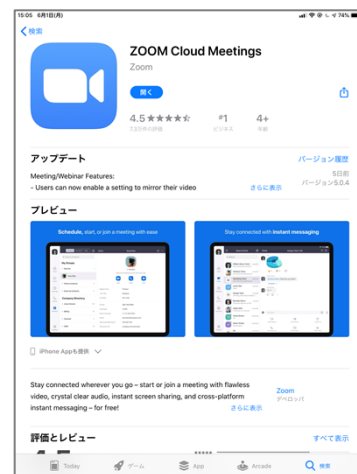 15:05 6月1日(月)
74%
検索
ZOOM Cloud Meetings
Zoom
開く
4.5 #1 4+
7.5万件の評価 ビジネス 年齢
アップデート バージョン履歴
Meeting/Webinar Features: 5日前
- Users can now enable a setting to mirror their video さらに表示 バージョン5.0.4
プレビュー
Schedule, start, or join a meeting with ease
Stay connected with instant messaging
iPhone Appも提供
Stay connected wherever you go – start or join a meeting with flawless
video, crystal clear audio, instant screen sharing, and cross-platform
instant messaging – for free! さらに表示
Zoom
デベロッパ
評価とレビュー すべて表示
Today ゲーム App Arcade 検索